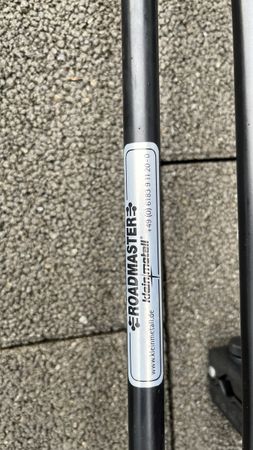 ROADMASTER
kleinmetall®
www.kleinmetall.de +49 (0) 6183 9 11 20-0